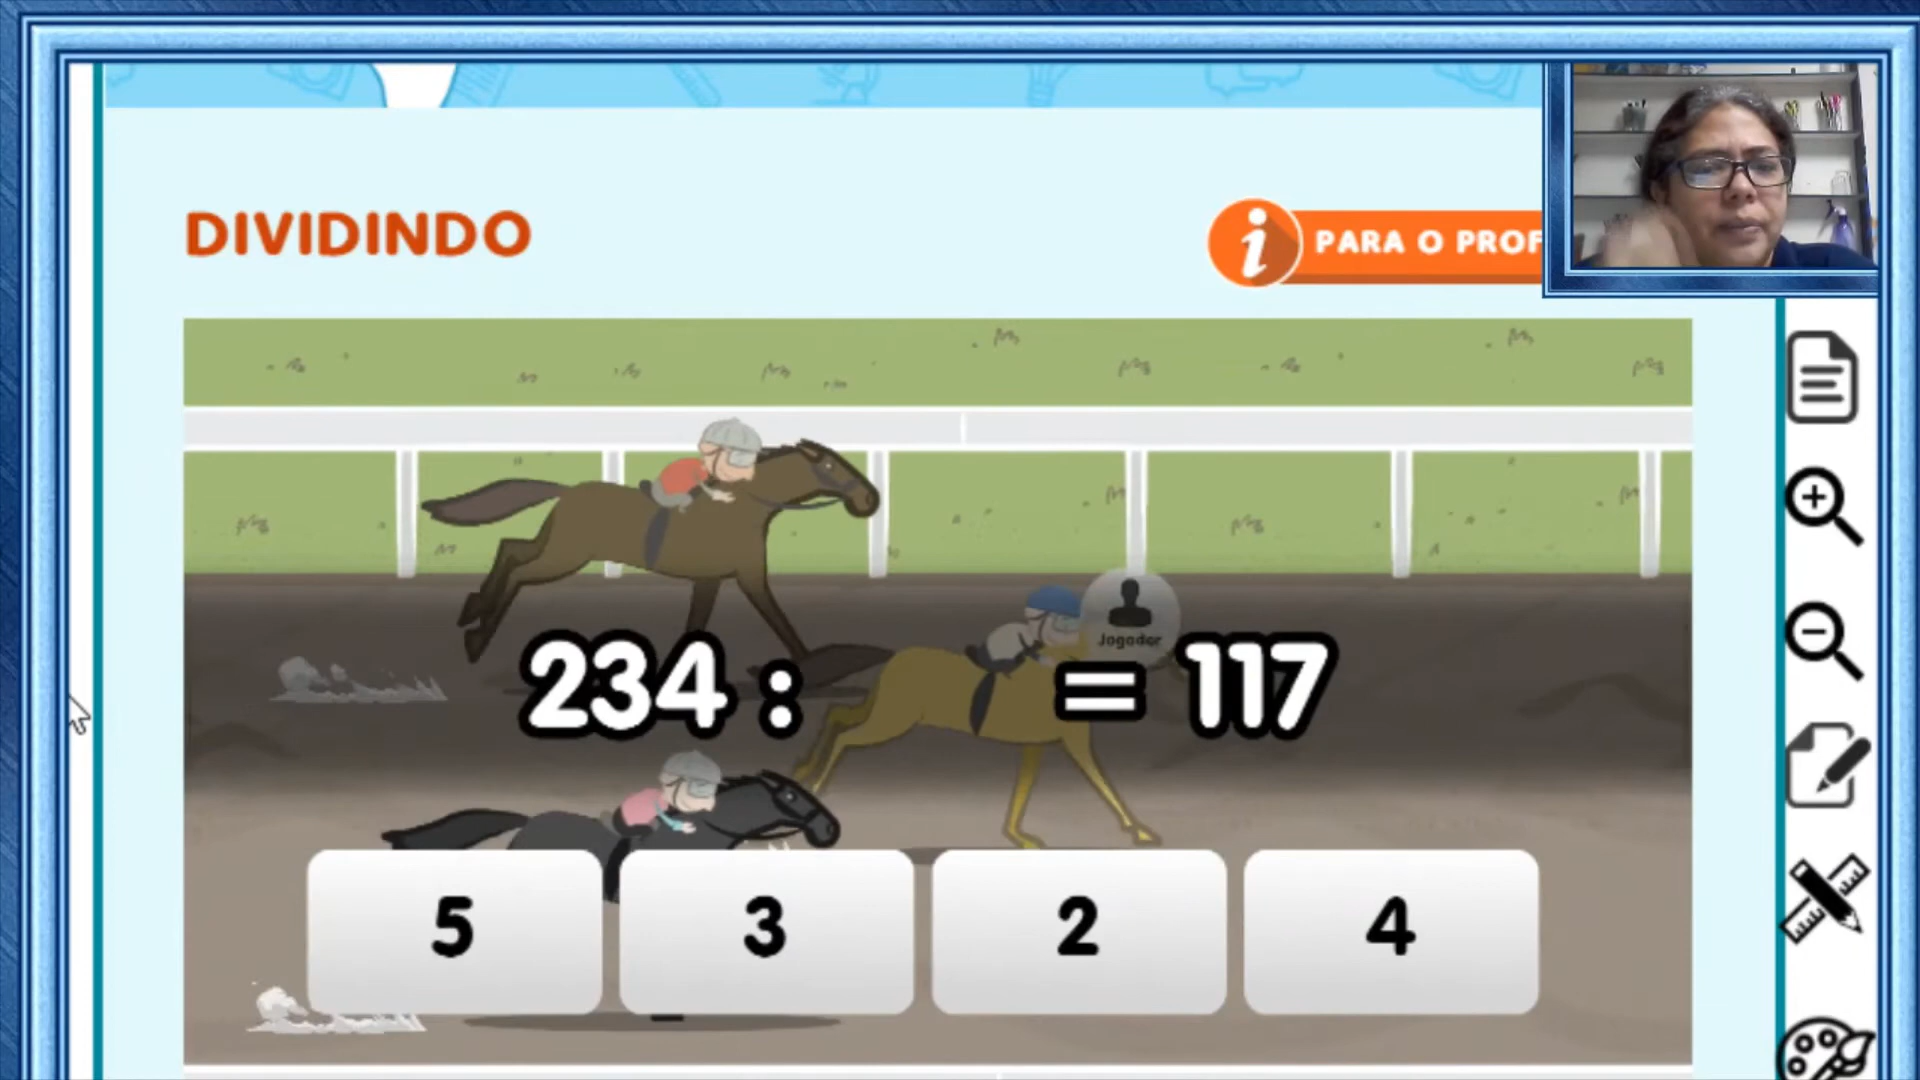 DIVIDINDO
PARA O PROF
Jogador
234 : = 117
5 3 2 4